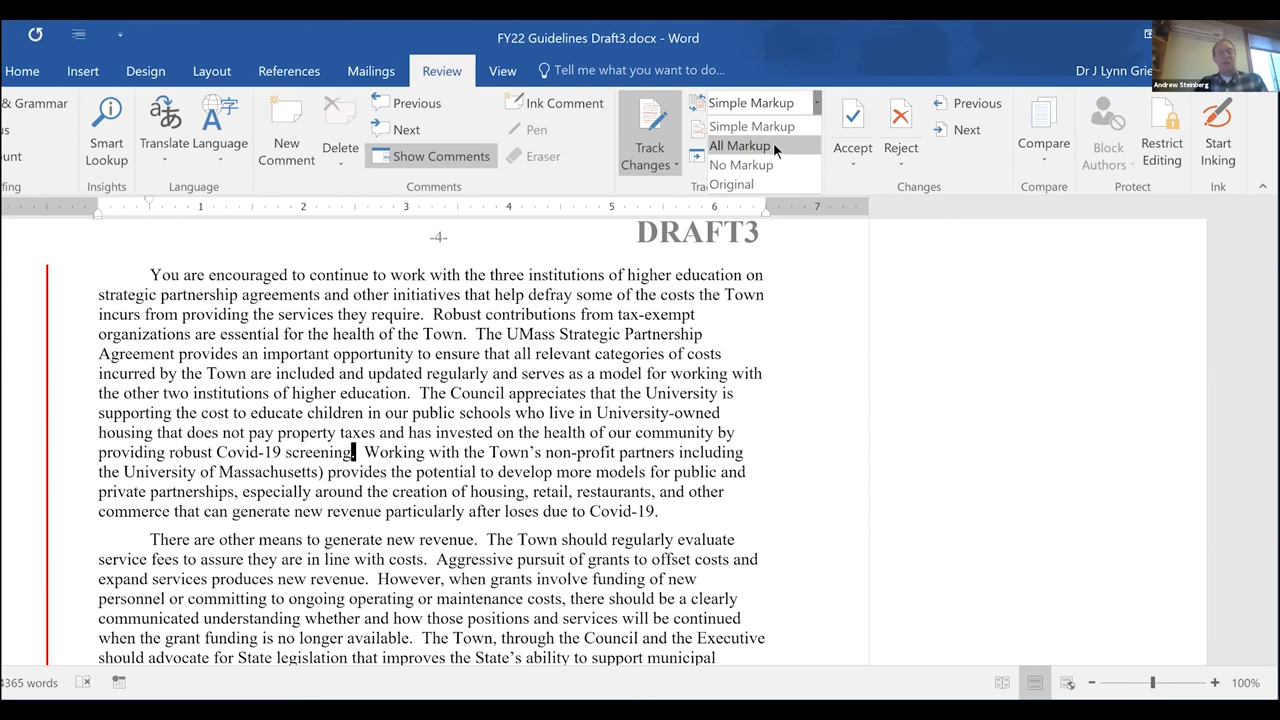 FY22 Guidelines Draft3.docx - Word
Home Insert Design Layout References Mailings Review View Tell me what you want to do...
Dr J Lynn Grie
Andrew Steinberg
& Grammar
Smart Lookup
Insights
Translate Language
Language
New Comment
Delete
Previous
Next
Show Comments
Ink Comment
Pen
Eraser
Comments
Track Changes
Simple Markup
Simple Markup
All Markup
No Markup
Original
Accept Reject
Previous
Next
Changes
Compare
Compare
Block Authors
Restrict Editing
Protect
Start Inking
Ink
1 2 3 4 5 6 7
-4- DRAFT3
You are encouraged to continue to work with the three institutions of higher education on
strategic partnership agreements and other initiatives that help defray some of the costs the Town
incurs from providing the services they require. Robust contributions from tax-exempt
organizations are essential for the health of the Town. The UMass Strategic Partnership
Agreement provides an important opportunity to ensure that all relevant categories of costs
incurred by the Town are included and updated regularly and serves as a model for working with
the other two institutions of higher education. The Council appreciates that the University is
supporting the cost to educate children in our public schools who live in University-owned
housing that does not pay property taxes and has invested on the health of our community by
providing robust Covid-19 screening. Working with the Town's non-profit partners including
the University of Massachusetts) provides the potential to develop more models for public and
private partnerships, especially around the creation of housing, retail, restaurants, and other
commerce that can generate new revenue particularly after loses due to Covid-19.
There are other means to generate new revenue. The Town should regularly evaluate
service fees to assure they are in line with costs. Aggressive pursuit of grants to offset costs and
expand services produces new revenue. However, when grants involve funding of new
personnel or committing to ongoing operating or maintenance costs, there should be a clearly
communicated understanding whether and how those positions and services will be continued
when the grant funding is no longer available. The Town, through the Council and the Executive
should advocate for State legislation that improves the State's ability to support municipal
4365 words
100%